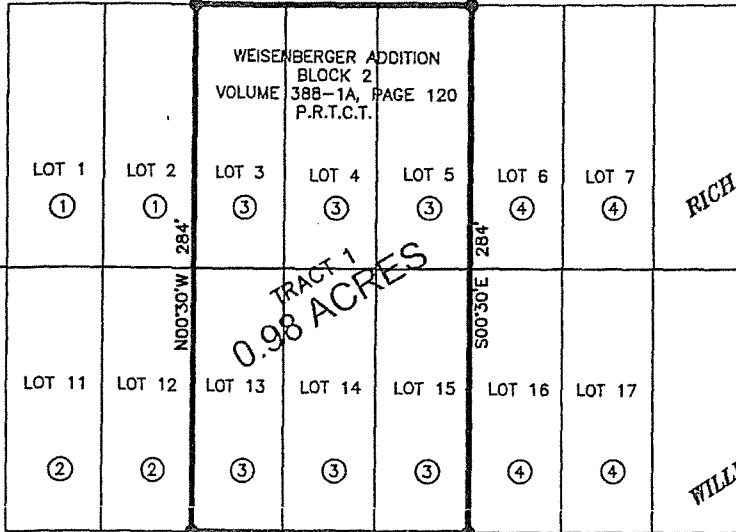 WEISENBERGER ADDITION
BLOCK 2
VOLUME 388-1A, PAGE 120
P.R.T.C.T.
LOT 1
LOT 2
LOT 3
LOT 4
LOT 5
LOT 6
LOT 7
1
1
3
3
3
4
4
RICH
N00°30'W 284'
S00°30'E 284'
TRACT 1
0.98 ACRES
LOT 11
LOT 12
LOT 13
LOT 14
LOT 15
LOT 16
LOT 17
2
2
3
3
3
4
4